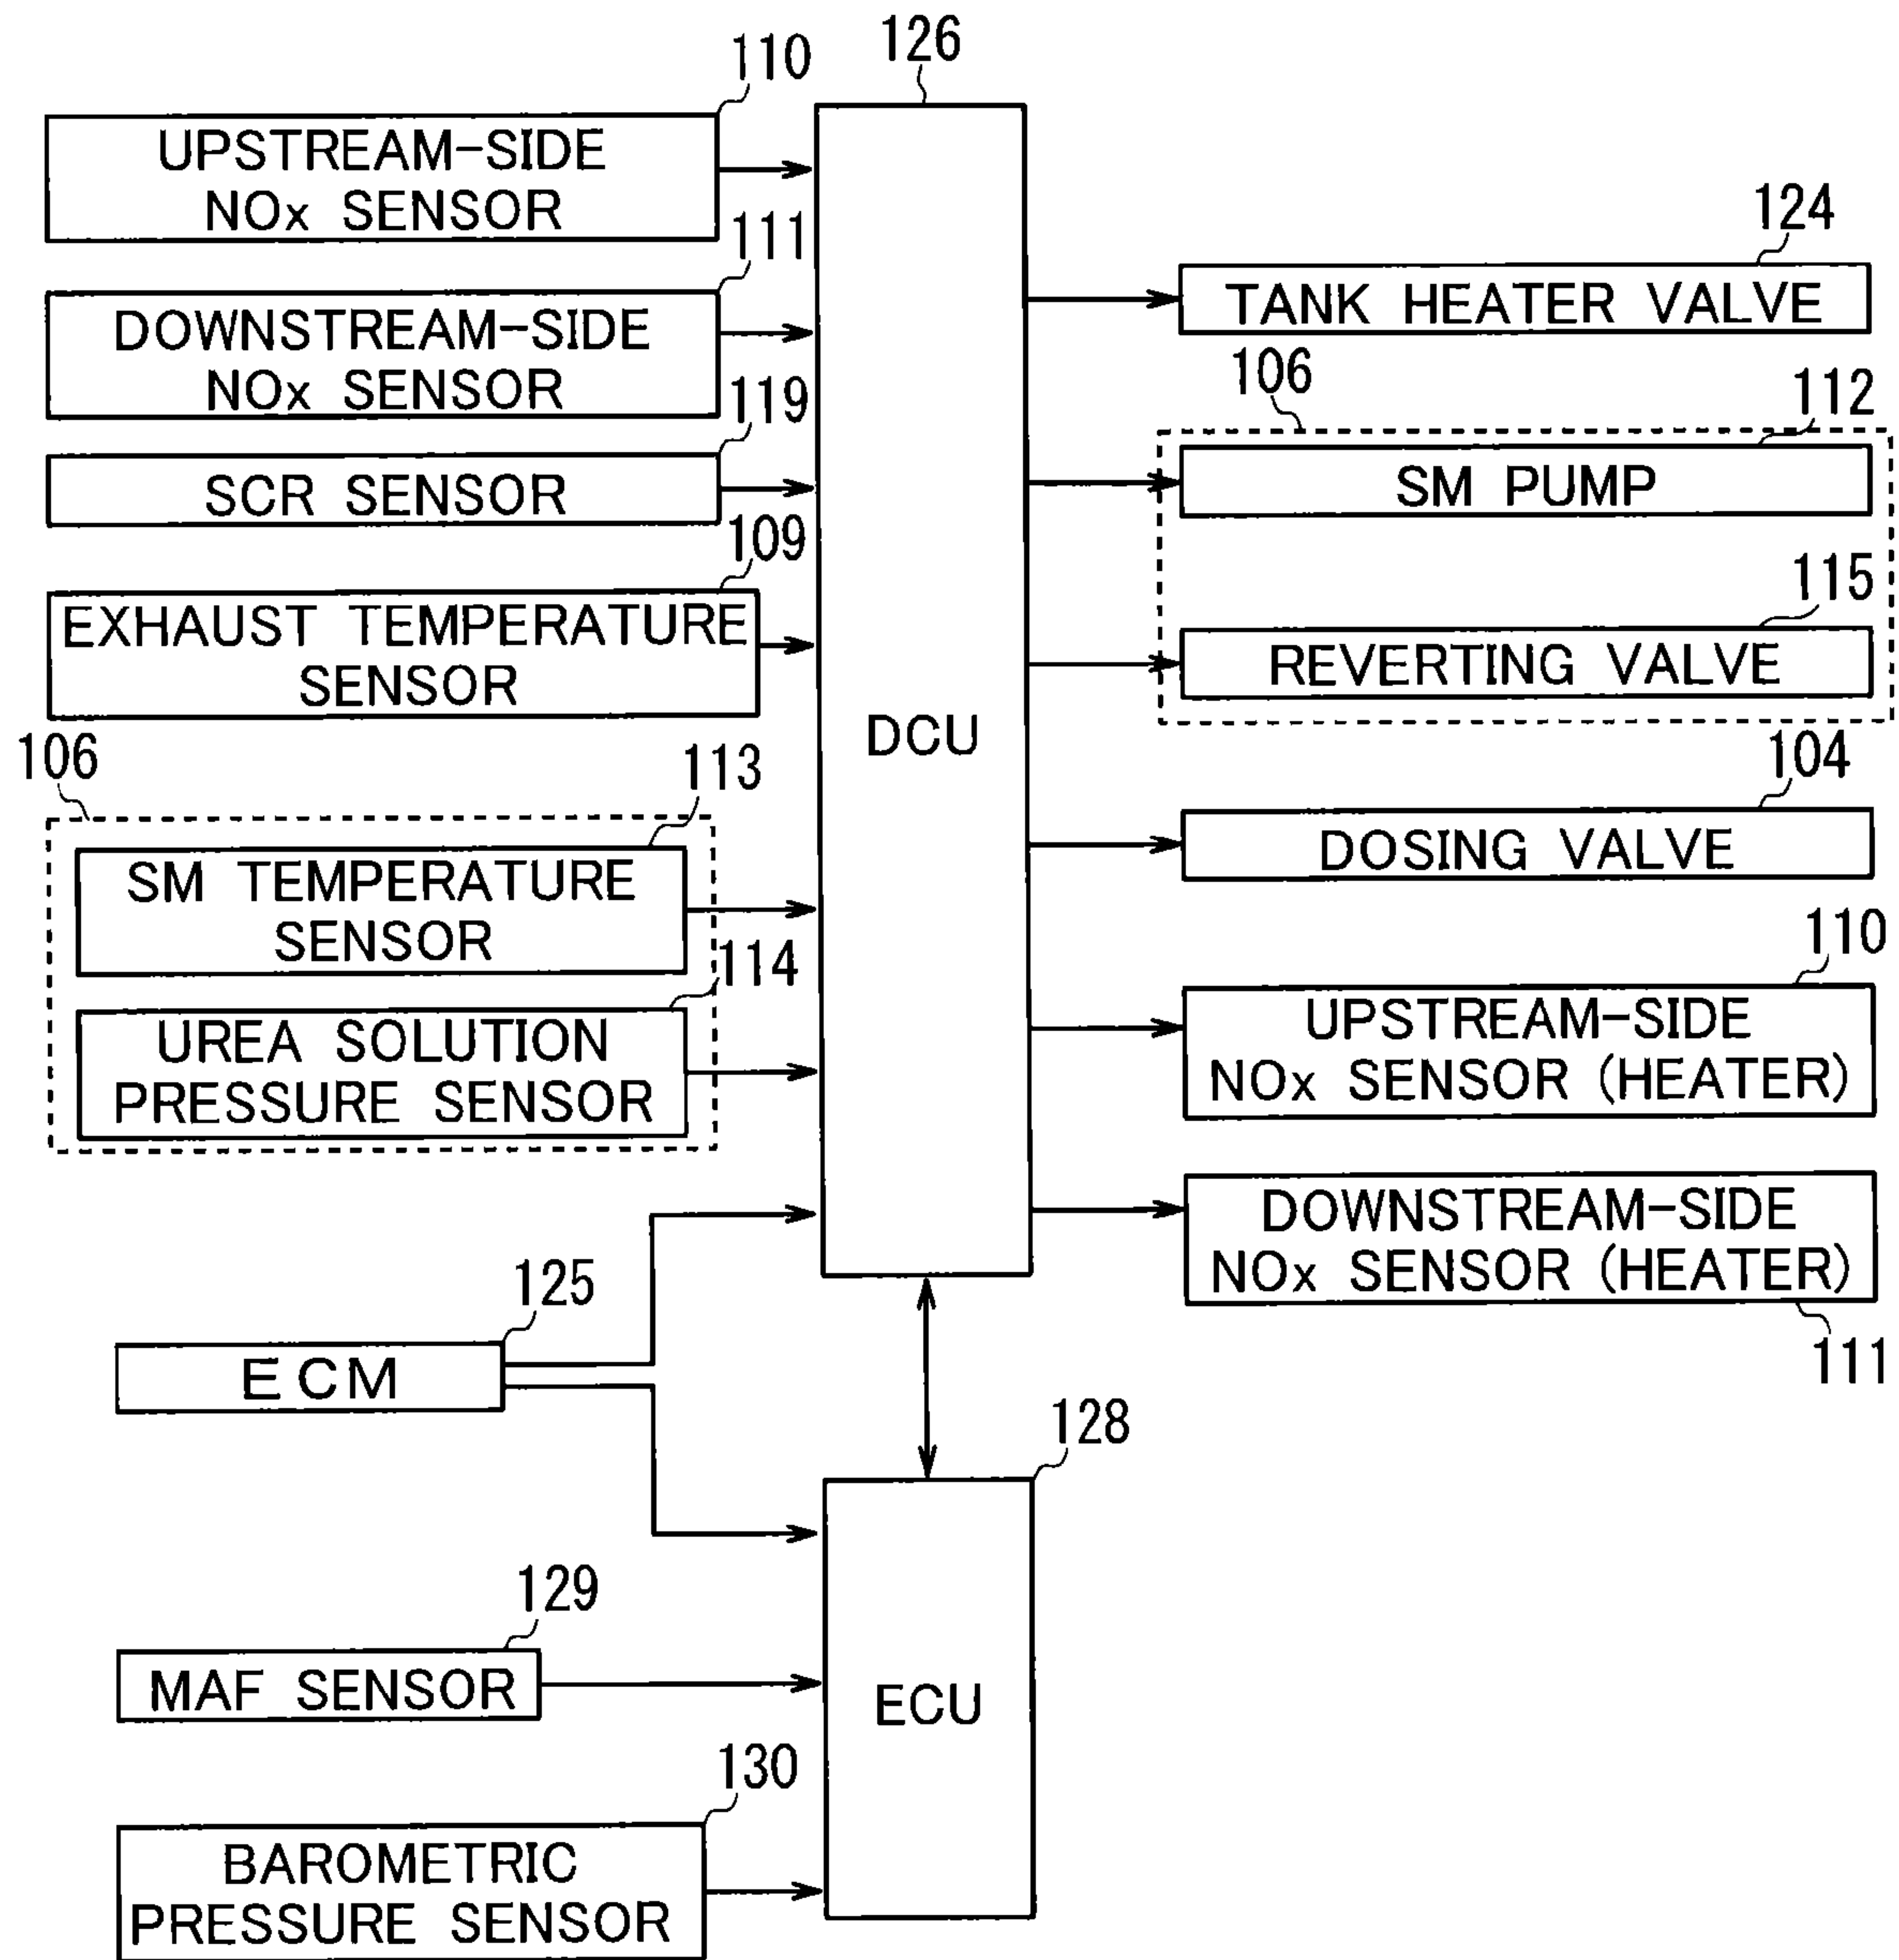 126
110
UPSTREAM-SIDE
NOx SENSOR
111
DOWNSTREAM-SIDE
NOx SENSOR
119
SCR SENSOR
109
EXHAUST TEMPERATURE
SENSOR
106
113
SM TEMPERATURE
SENSOR
114
UREA SOLUTION
PRESSURE SENSOR
DCU
124
TANK HEATER VALVE
106
112
SM PUMP
115
REVERTING VALVE
104
DOSING VALVE
110
UPSTREAM-SIDE
NOx SENSOR (HEATER)
DOWNSTREAM-SIDE
NOx SENSOR (HEATER)
111
125
ECM
128
129
MAF SENSOR
ECU
130
BAROMETRIC
PRESSURE SENSOR